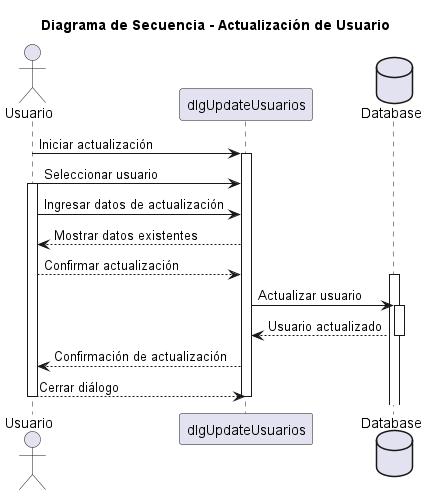 Diagrama de Secuencia - Actualización de Usuario
Usuario
dlgUpdateUsuarios
Database
Iniciar actualización
Seleccionar usuario
Ingresar datos de actualización
Mostrar datos existentes
Confirmar actualización
Actualizar usuario
Usuario actualizado
Confirmación de actualización
Cerrar diálogo
Usuario
dlgUpdateUsuarios
Database